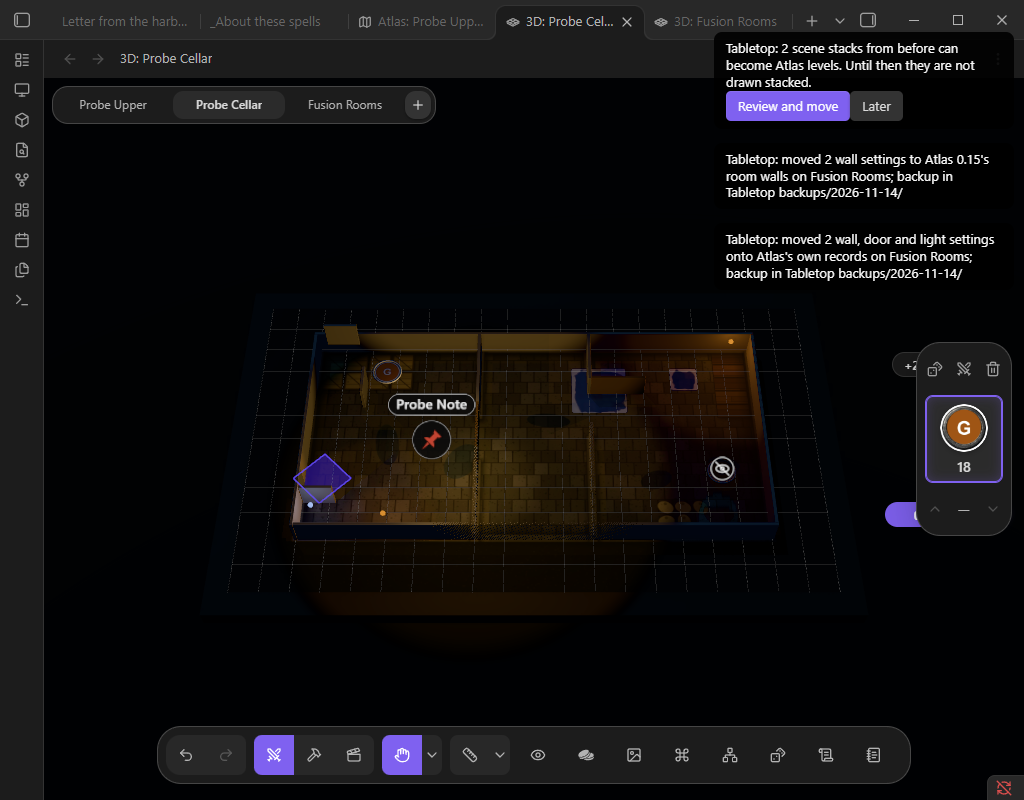 Letter from the harb...
_About these spells
Atlas: Probe Upp...
3D: Probe Cel...
3D: Fusion Rooms
3D: Probe Cellar
Probe Upper
Probe Cellar
Fusion Rooms
Tabletop: 2 scene stacks from before can
become Atlas levels. Until then they are not
drawn stacked.
Review and move
Later
Tabletop: moved 2 wall settings to Atlas 0.15's
room walls on Fusion Rooms; backup in
Tabletop backups/2026-11-14/
Tabletop: moved 2 wall, door and light settings
onto Atlas's own records on Fusion Rooms;
backup in Tabletop backups/2026-11-14/
G
Probe Note
G
18